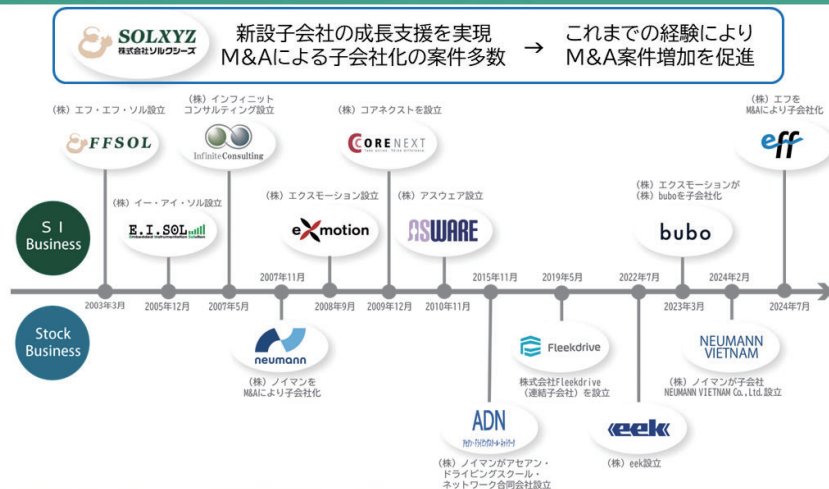 SOLXYZ
株式会社ソルクシーズ
新設子会社の成長支援を実現
M&Aによる子会社化の案件多数
→
これまでの経験により
M&A案件増加を促進
(株) エフ・エフ・ソル設立
FFSOL
(株) インフィニット
コンサルティング設立
InfiniteConsulting
(株) コアネクストを設立
CORENEXT
(株) エフを
M&Aにより子会社化
eff
SI
Business
(株) イー・アイ・ソル設立
E.I.SOL
Embedded Instrumentation Solution
(株) エクスモーション設立
eXmotion
(株) アスウェア設立
ASWARE
(株) エクスモーションが
(株) buboを子会社化
bubo
2003年3月
2005年12月
2007年5月
2007年11月
2008年9月
2009年12月
2010年11月
2015年11月
2019年5月
2022年7月
2023年3月
2024年2月
2024年7月
Stock
Business
neumann
(株) ノイマンを
M&Aにより子会社化
ADN
(株) ノイマンがアセアン・
ドライビングスクール・
ネットワーク合同会社設立
Fleekdrive
株式会社Fleekdrive
(連結子会社) を設立
eek
(株) eek設立
NEUMANN
VIETNAM
(株) ノイマンが子会社
NEUMANN VIETNAM Co.,Ltd.設立